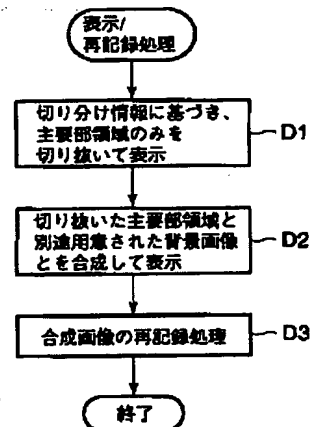 表示/
再記録処理
切り分け情報に基づき、
主要部領域のみを
切り抜いて表示
D1
切り抜いた主要部領域と
別途用意された背景画像
とを合成して表示
D2
合成画像の再記録処理
D3
終了